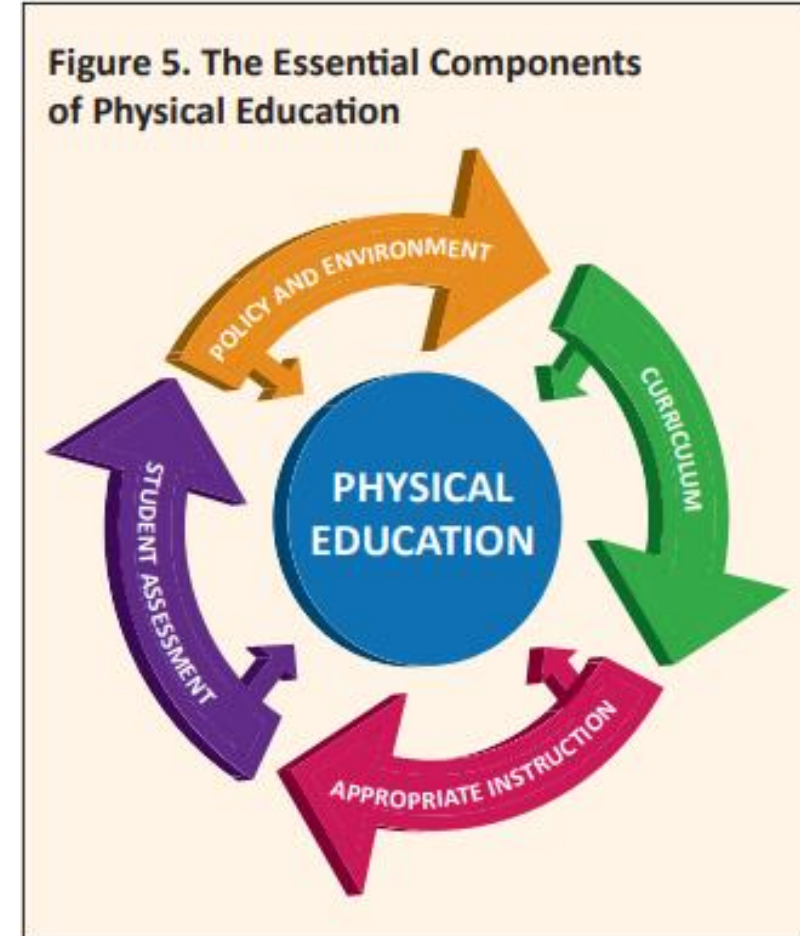 Figure 5. The Essential Components
of Physical Education
POLICY AND ENVIRONMENT
CURRICULUM
PHYSICAL
EDUCATION
STUDENT ASSESSMENT
APPROPRIATE INSTRUCTION